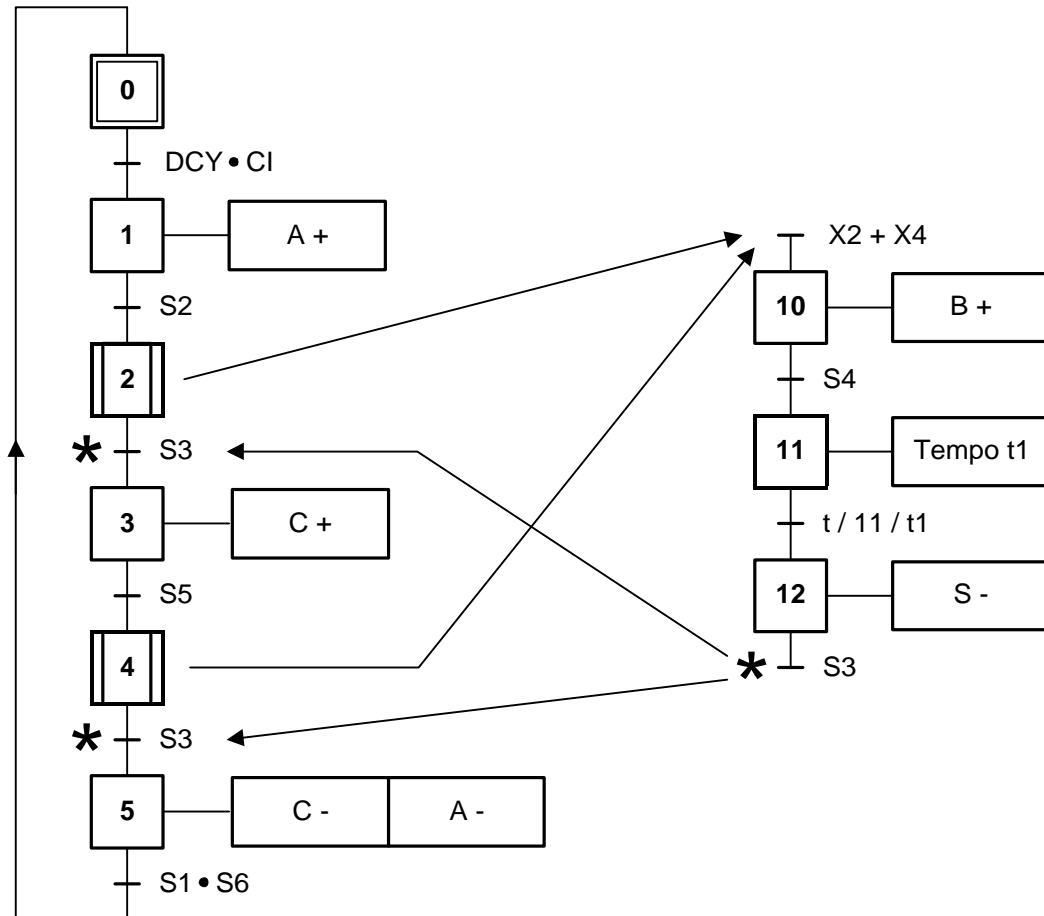 0
DCY • CI
1
A +
S2
2
* S3
3
C +
S5
4
* S3
5
C -
A -
S1 • S6
X2 + X4
10
B +
S4
11
Tempo t1
t / 11 / t1
12
S -
* S3